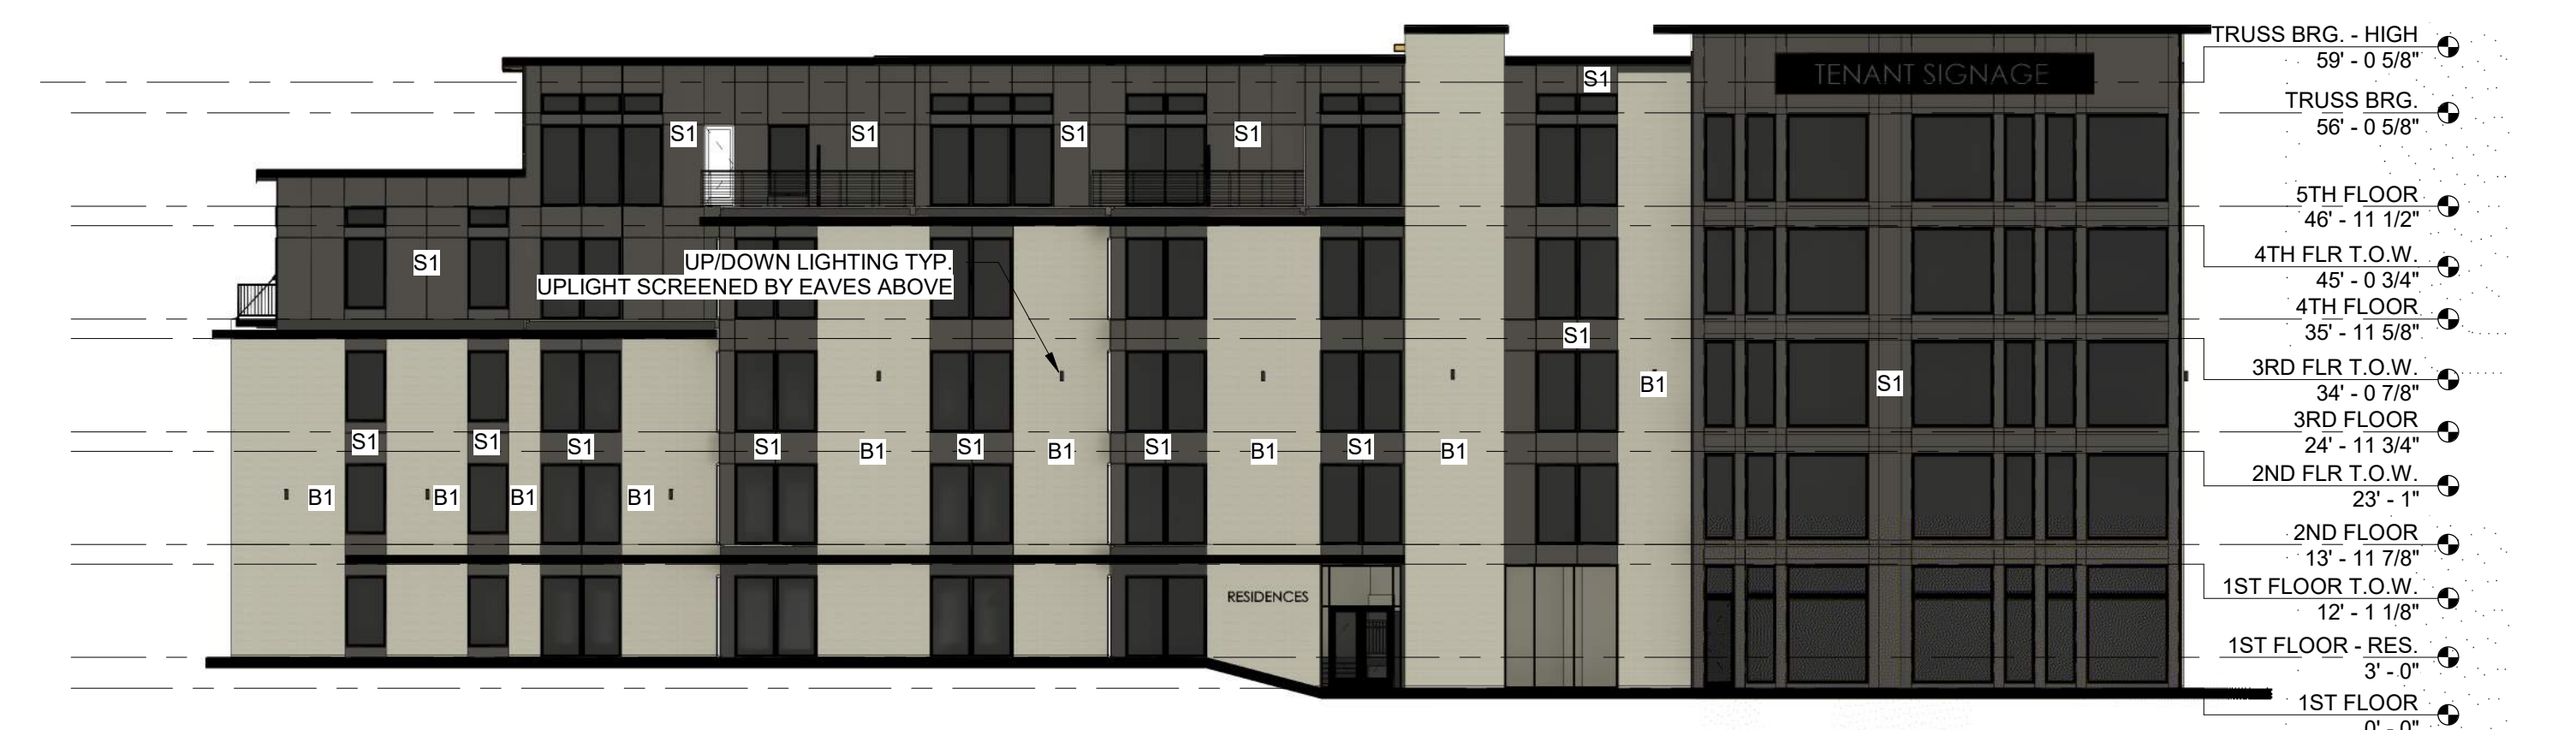 TRUSS BRG. - HIGH
59' - 0 5/8"
TENANT SIGNAGE
S1
TRUSS BRG.
56' - 0 5/8"
S1
S1
S1
S1
5TH FLOOR
46' - 11 1/2"
S1
UP/DOWN LIGHTING TYP.
UPLIGHT SCREENED BY EAVES ABOVE
4TH FLR T.O.W.
45' - 0 3/4"
4TH FLOOR
35' - 11 5/8"
S1
3RD FLR T.O.W.
34' - 0 7/8"
B1
S1
3RD FLOOR
24' - 11 3/4"
S1
S1
S1
S1
B1
S1
B1
S1
B1
S1
B1
2ND FLR T.O.W.
23' - 1"
B1
B1
B1
B1
2ND FLOOR
13' - 11 7/8"
RESIDENCES
1ST FLOOR T.O.W.
12' - 1 1/8"
1ST FLOOR - RES.
3' - 0"
1ST FLOOR
0' - 0"